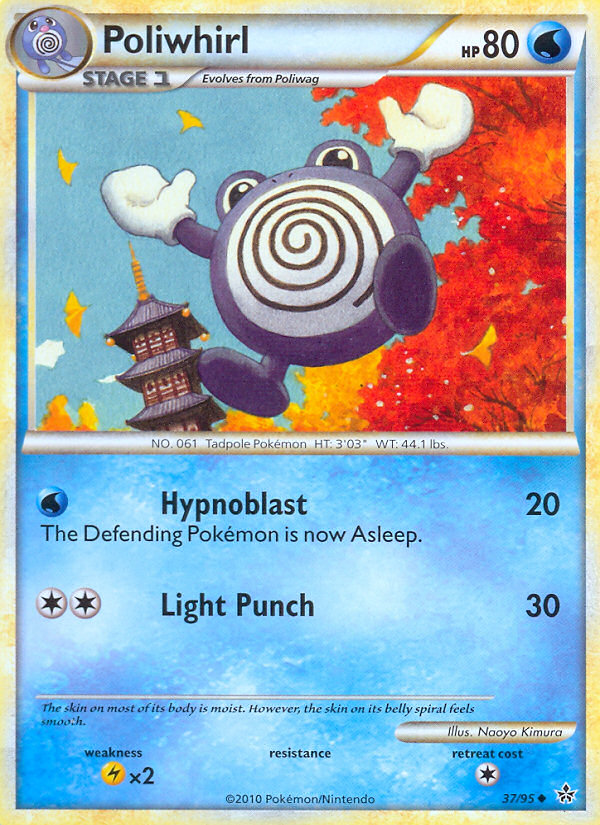 Poliwhirl
HP 80
STAGE 1
Evolves from Poliwag
NO. 061 Tadpole Pokémon HT: 3'03" WT: 44.1 lbs.
Hypnoblast 20
The Defending Pokémon is now Asleep.
Light Punch 30
The skin on most of its body is moist. However, the skin on its belly spiral feels
smooth.
Illus. Naoyo Kimura
weakness resistance retreat cost
×2
©2010 Pokémon/Nintendo 37/95